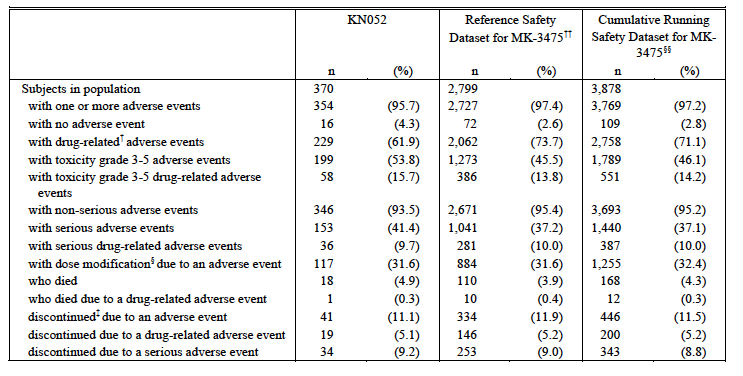 KN052 Reference Safety Dataset for MK-3475†† Cumulative Running Safety Dataset for MK-3475§§
n (%) n (%) n (%)
Subjects in population 370 2,799 3,878
with one or more adverse events 354 (95.7) 2,727 (97.4) 3,769 (97.2)
with no adverse event 16 (4.3) 72 (2.6) 109 (2.8)
with drug-related† adverse events 229 (61.9) 2,062 (73.7) 2,758 (71.1)
with toxicity grade 3-5 adverse events 199 (53.8) 1,273 (45.5) 1,789 (46.1)
with toxicity grade 3-5 drug-related adverse events 58 (15.7) 386 (13.8) 551 (14.2)
with non-serious adverse events 346 (93.5) 2,671 (95.4) 3,693 (95.2)
with serious adverse events 153 (41.4) 1,041 (37.2) 1,440 (37.1)
with serious drug-related adverse events 36 (9.7) 281 (10.0) 387 (10.0)
with dose modification§ due to an adverse event 117 (31.6) 884 (31.6) 1,255 (32.4)
who died 18 (4.9) 110 (3.9) 168 (4.3)
who died due to a drug-related adverse event 1 (0.3) 10 (0.4) 12 (0.3)
discontinued‡ due to an adverse event 41 (11.1) 334 (11.9) 446 (11.5)
discontinued due to a drug-related adverse event 19 (5.1) 146 (5.2) 200 (5.2)
discontinued due to a serious adverse event 34 (9.2) 253 (9.0) 343 (8.8)